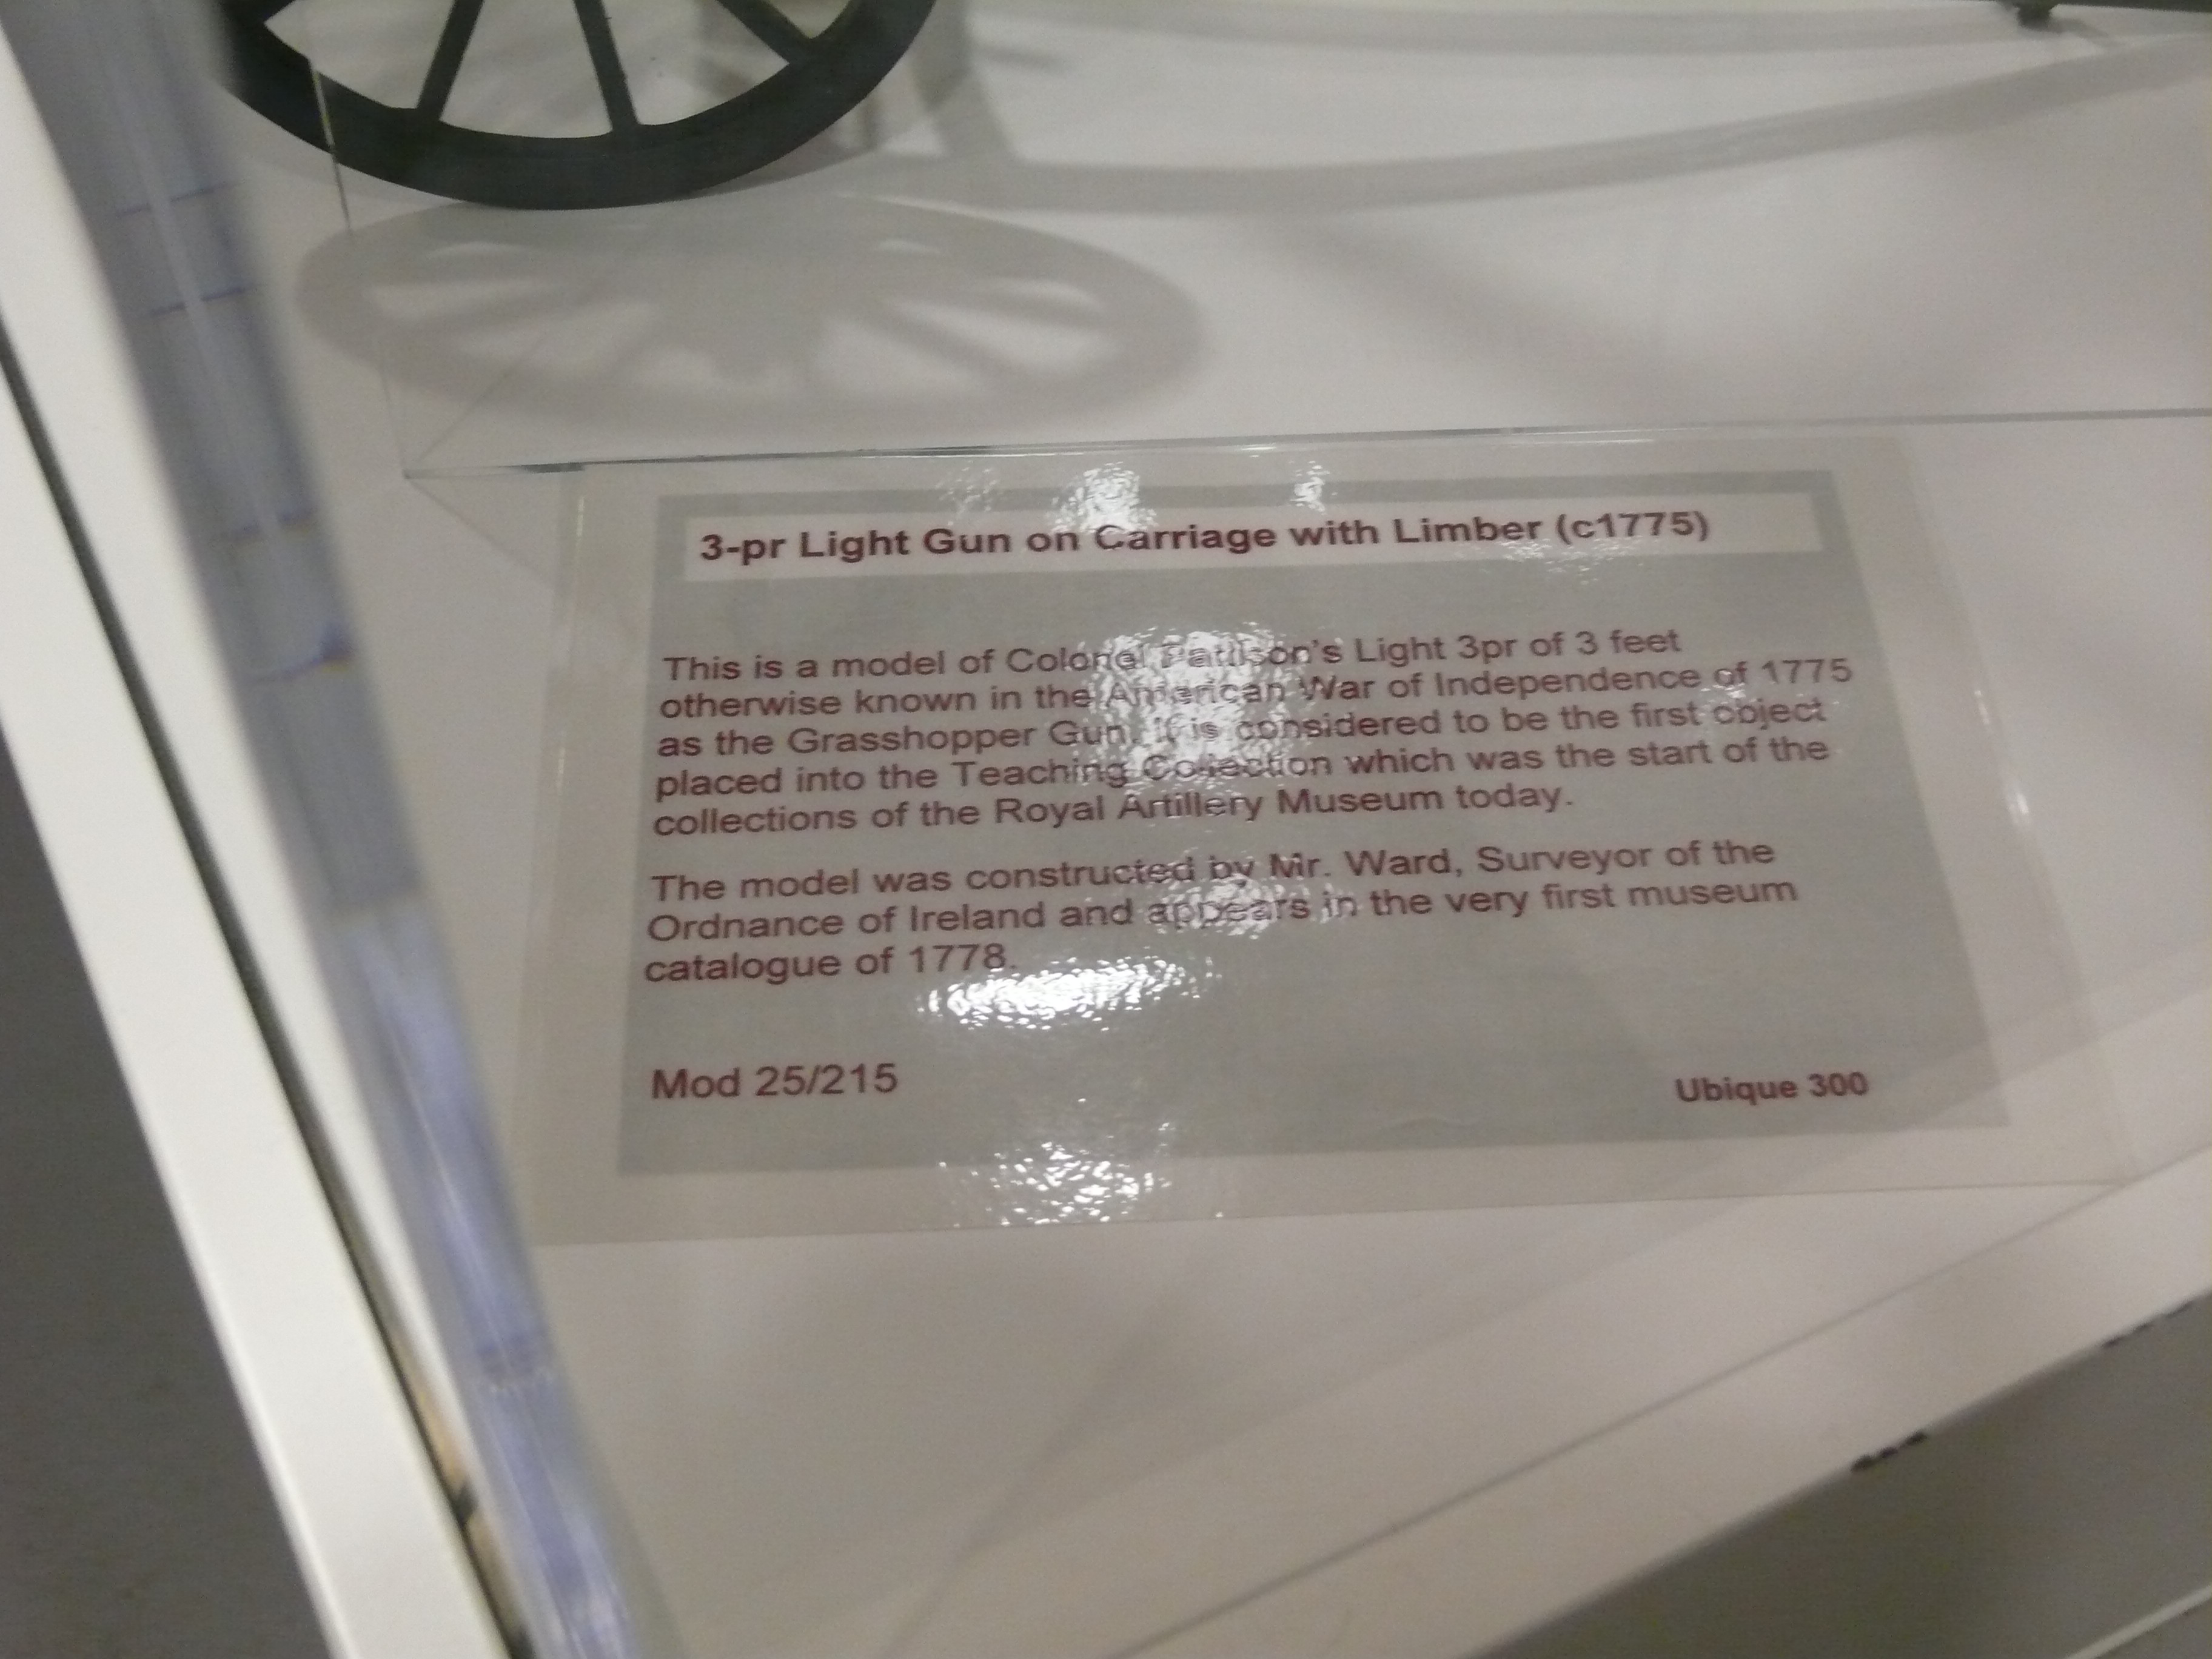 3-pr Light Gun on Carriage with Limber (c1775)
This is a model of Colonel Pattison's Light 3pr of 3 feet
otherwise known in the American War of Independence of 1775
as the Grasshopper Gun. It is considered to be the first object
placed into the Teaching Collection which was the start of the
collections of the Royal Artillery Museum today.
The model was constructed by Mr. Ward, Surveyor of the
Ordnance of Ireland and appears in the very first museum
catalogue of 1778.
Mod 25/215
Ubique 300